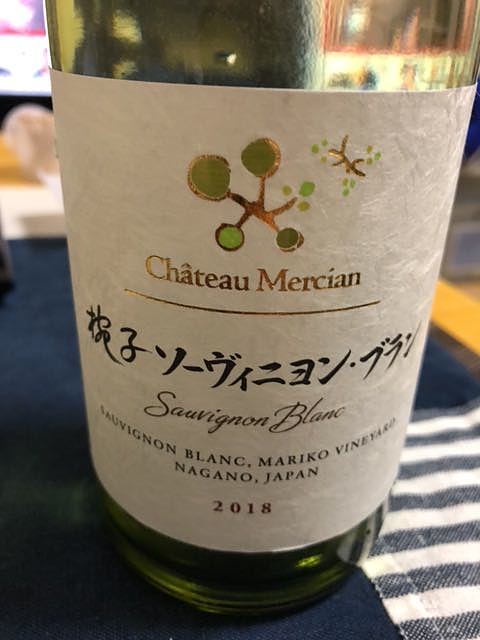 Château Mercian
椀子 ソーヴィニヨン・ブラン
Sauvignon Blanc
SAUVIGNON BLANC, MARIKO VINEYARD
NAGANO, JAPAN
2018